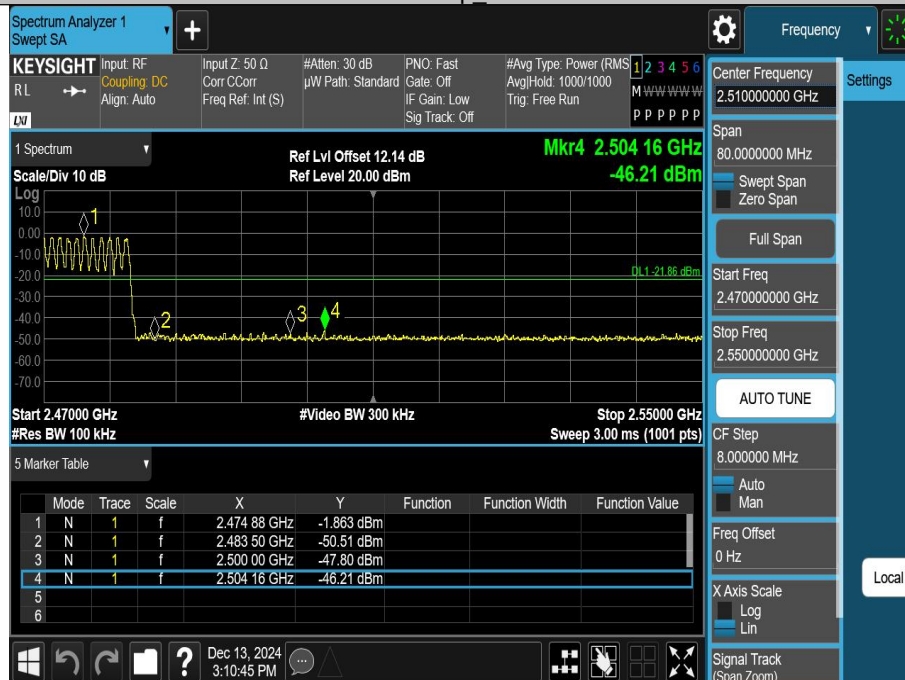 Spectrum Analyzer 1
Swept SA
+
Frequency
KEYSIGHT
RL
LXI
Input: RF
Coupling: DC
Align: Auto
Input Z: 50 Ω
Corr CCorr
Freq Ref: Int (S)
#Atten: 30 dB
µW Path: Standard
PNO: Fast
Gate: Off
IF Gain: Low
Sig Track: Off
#Avg Type: Power (RMS
Avg|Hold: 1000/1000
Trig: Free Run
1 2 3 4 5 6
M W W W W W
P P P P P P
1 Spectrum
Scale/Div 10 dB
Ref Lvl Offset 12.14 dB
Ref Level 20.00 dBm
Mkr4 2.504 16 GHz
-46.21 dBm
Log
10.0
0.00
-10.0
-20.0
-30.0
-40.0
-50.0
-60.0
-70.0
1
2
3
4
DL1 -21.86 dBm
Start 2.47000 GHz
#Video BW 300 kHz
Stop 2.55000 GHz
#Res BW 100 kHz
Sweep 3.00 ms (1001 pts)
5 Marker Table
Mode Trace Scale X Y Function Function Width Function Value
1 N 1 f 2.474 88 GHz -1.863 dBm
2 N 1 f 2.483 50 GHz -50.51 dBm
3 N 1 f 2.500 00 GHz -47.80 dBm
4 N 1 f 2.504 16 GHz -46.21 dBm
5
6
?
Dec 13, 2024
3:10:45 PM
Center Frequency
2.510000000 GHz
Settings
Span
80.0000000 MHz
Swept Span
Zero Span
Full Span
Start Freq
2.470000000 GHz
Stop Freq
2.550000000 GHz
AUTO TUNE
CF Step
8.000000 MHz
Auto
Man
Freq Offset
0 Hz
Local
X Axis Scale
Log
Lin
Signal Track
(Span Zoom)